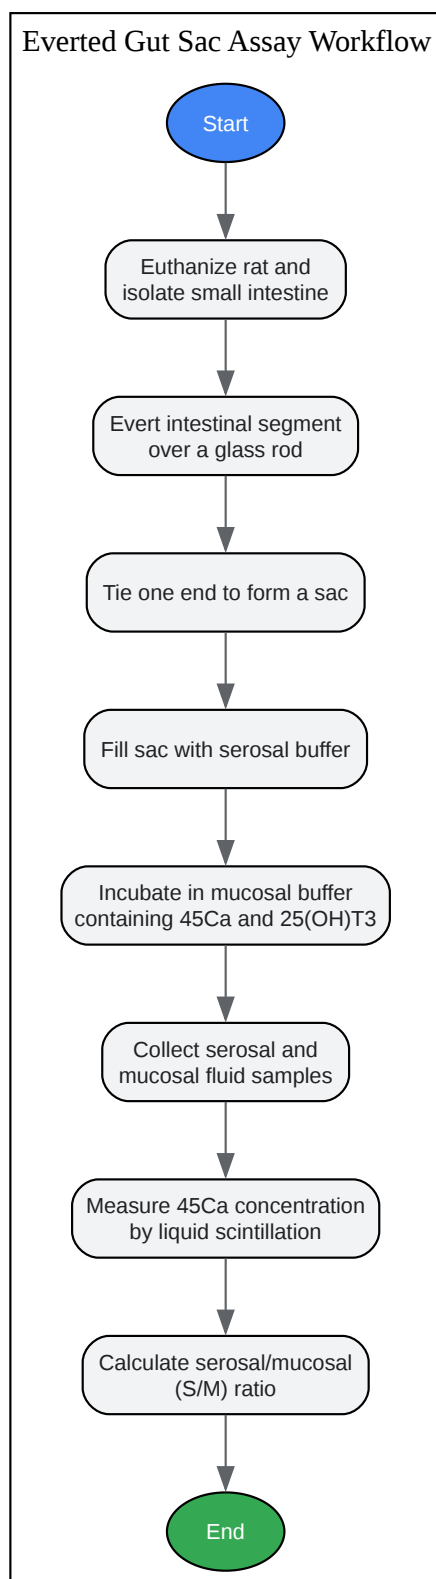 Everted Gut Sac Assay Workflow
Start
Euthanize rat and
isolate small intestine
Evert intestinal segment
over a glass rod
Tie one end to form a sac
Fill sac with serosal buffer
Incubate in mucosal buffer
containing 45Ca and 25(OH)T3
Collect serosal and
mucosal fluid samples
Measure 45Ca concentration
by liquid scintillation
Calculate serosal/mucosal
(S/M) ratio
End